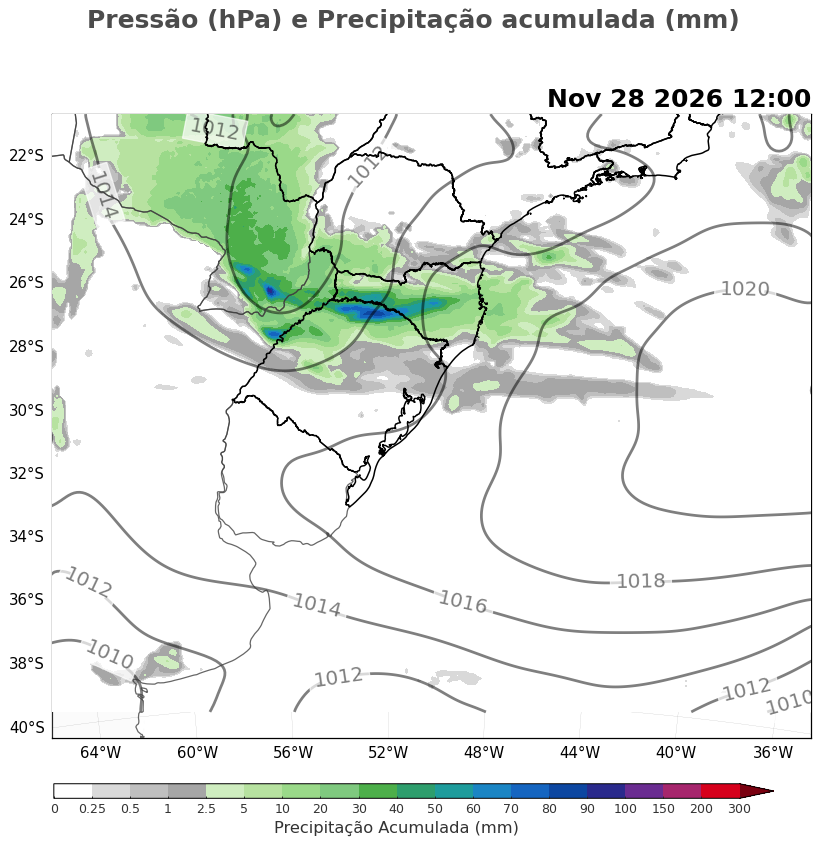 Pressão (hPa) e Precipitação acumulada (mm)
Nov 28 2026 12:00
1012
1012
1014
22°S
24°S
26°S
1020
28°S
30°S
32°S
34°S
1012
1018
36°S
1014
1016
1010
38°S
1012
1012
1010
40°S
64°W 60°W 56°W 52°W 48°W 44°W 40°W 36°W
0 0.25 0.5 1 2.5 5 10 20 30 40 50 60 70 80 90 100 150 200 300
Precipitação Acumulada (mm)